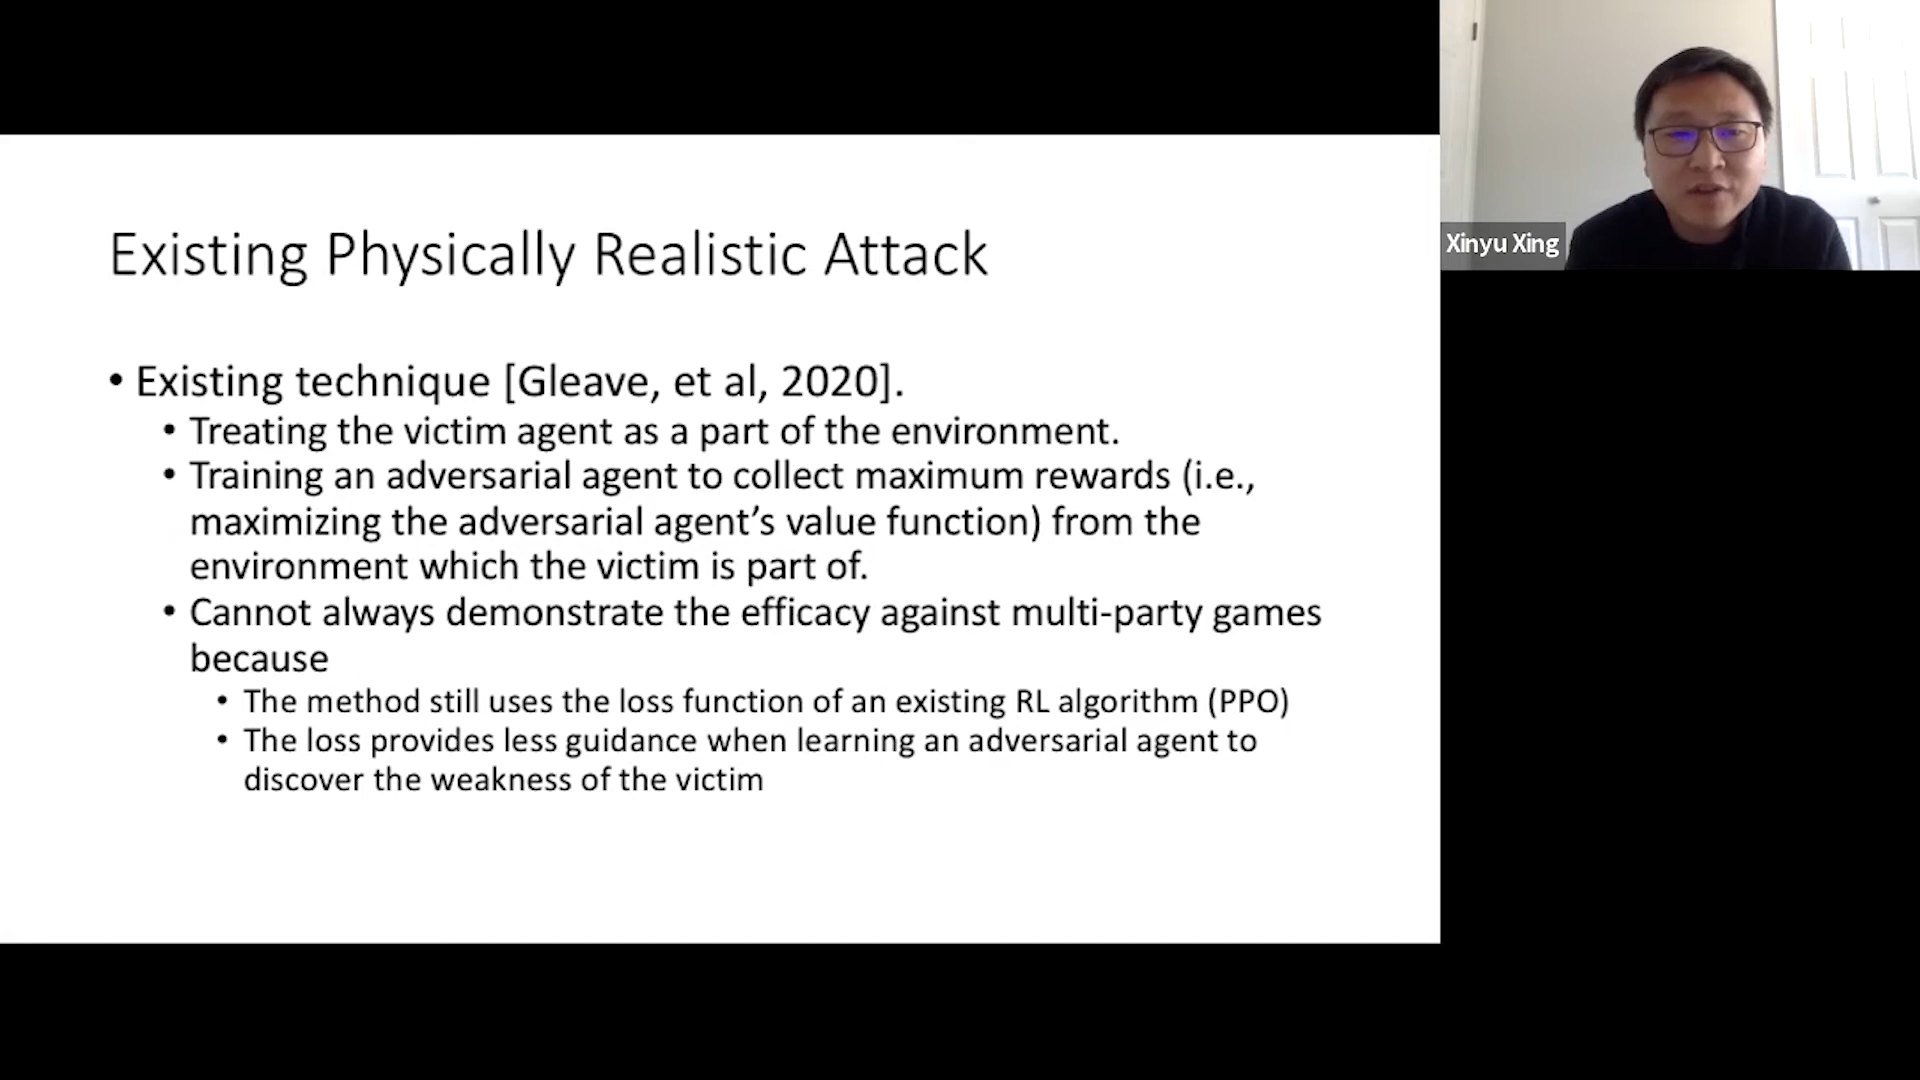 Existing Physically Realistic Attack
• Existing technique [Gleave, et al, 2020].
• Treating the victim agent as a part of the environment.
• Training an adversarial agent to collect maximum rewards (i.e.,
maximizing the adversarial agent’s value function) from the
environment which the victim is part of.
• Cannot always demonstrate the efficacy against multi-party games
because
• The method still uses the loss function of an existing RL algorithm (PPO)
• The loss provides less guidance when learning an adversarial agent to
discover the weakness of the victim
Xinyu Xing